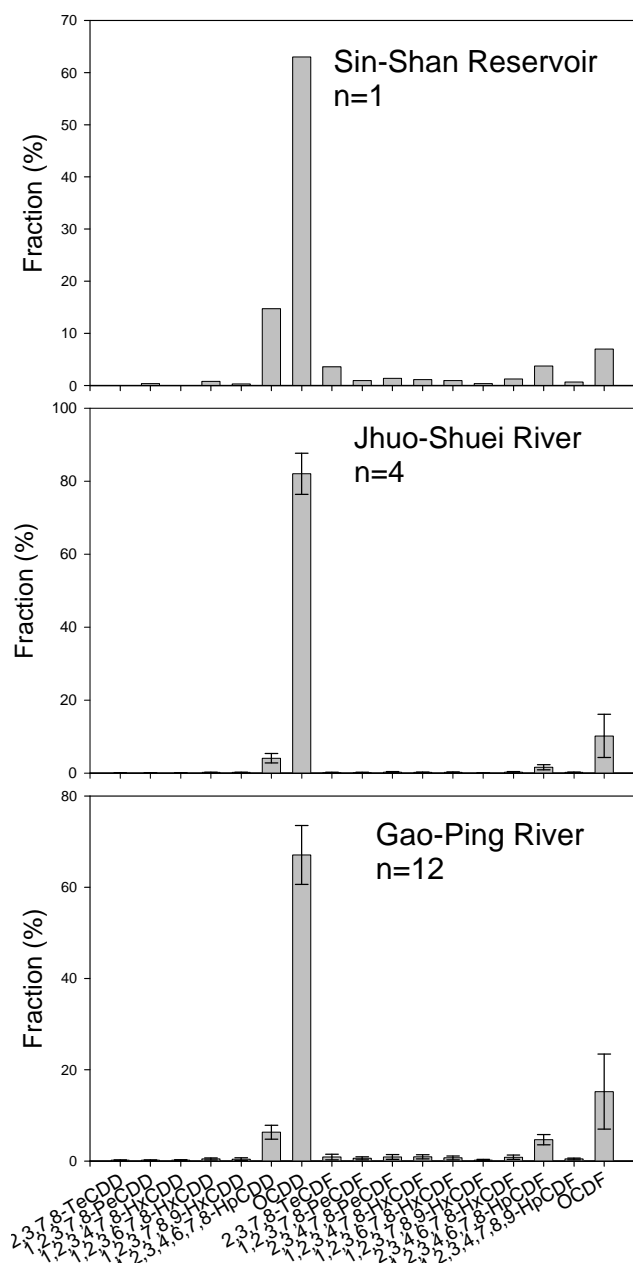 70
60
50
40
30
20
10
0
Fraction (%)
Sin-Shan Reservoir
n=1
100
80
60
40
20
0
Fraction (%)
Jhuo-Shuei River
n=4
80
60
40
20
0
Fraction (%)
Gao-Ping River
n=12
2,3,7,8-TeCDD
1,2,3,7,8-PeCDD
1,2,3,4,7,8-HxCDD
1,2,3,6,7,8-HxCDD
1,2,3,7,8,9-HxCDD
1,2,3,4,6,7,8-HpCDD
OCDD
2,3,7,8-TeCDF
1,2,3,7,8-PeCDF
2,3,4,7,8-PeCDF
1,2,3,4,7,8-HxCDF
1,2,3,6,7,8-HxCDF
1,2,3,7,8,9-HxCDF
2,3,4,6,7,8-HxCDF
1,2,3,4,6,7,8-HpCDF
1,2,3,4,7,8,9-HpCDF
OCDF